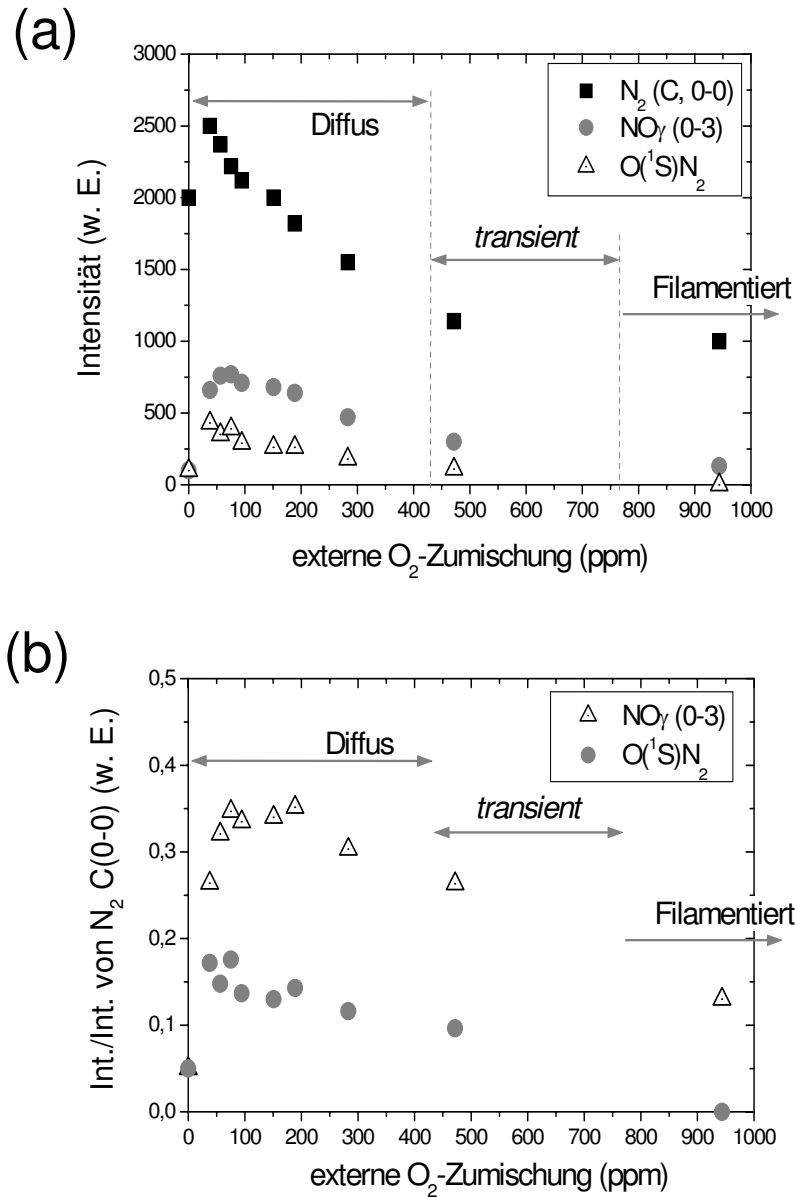 (a)
3000
2500
2000
1500
1000
500
0
Intensität (w. E.)
Diffus
transient
Filamentiert
N₂ (C, 0-0)
NOγ (0-3)
O(¹S)N₂
0 100 200 300 400 500 600 700 800 900 1000
externe O₂-Zumischung (ppm)
(b)
0,5
0,4
0,3
0,2
0,1
0,0
Int./Int. von N₂ C(0-0) (w. E.)
Diffus
transient
Filamentiert
NOγ (0-3)
O(¹S)N₂
0 100 200 300 400 500 600 700 800 900 1000
externe O₂-Zumischung (ppm)